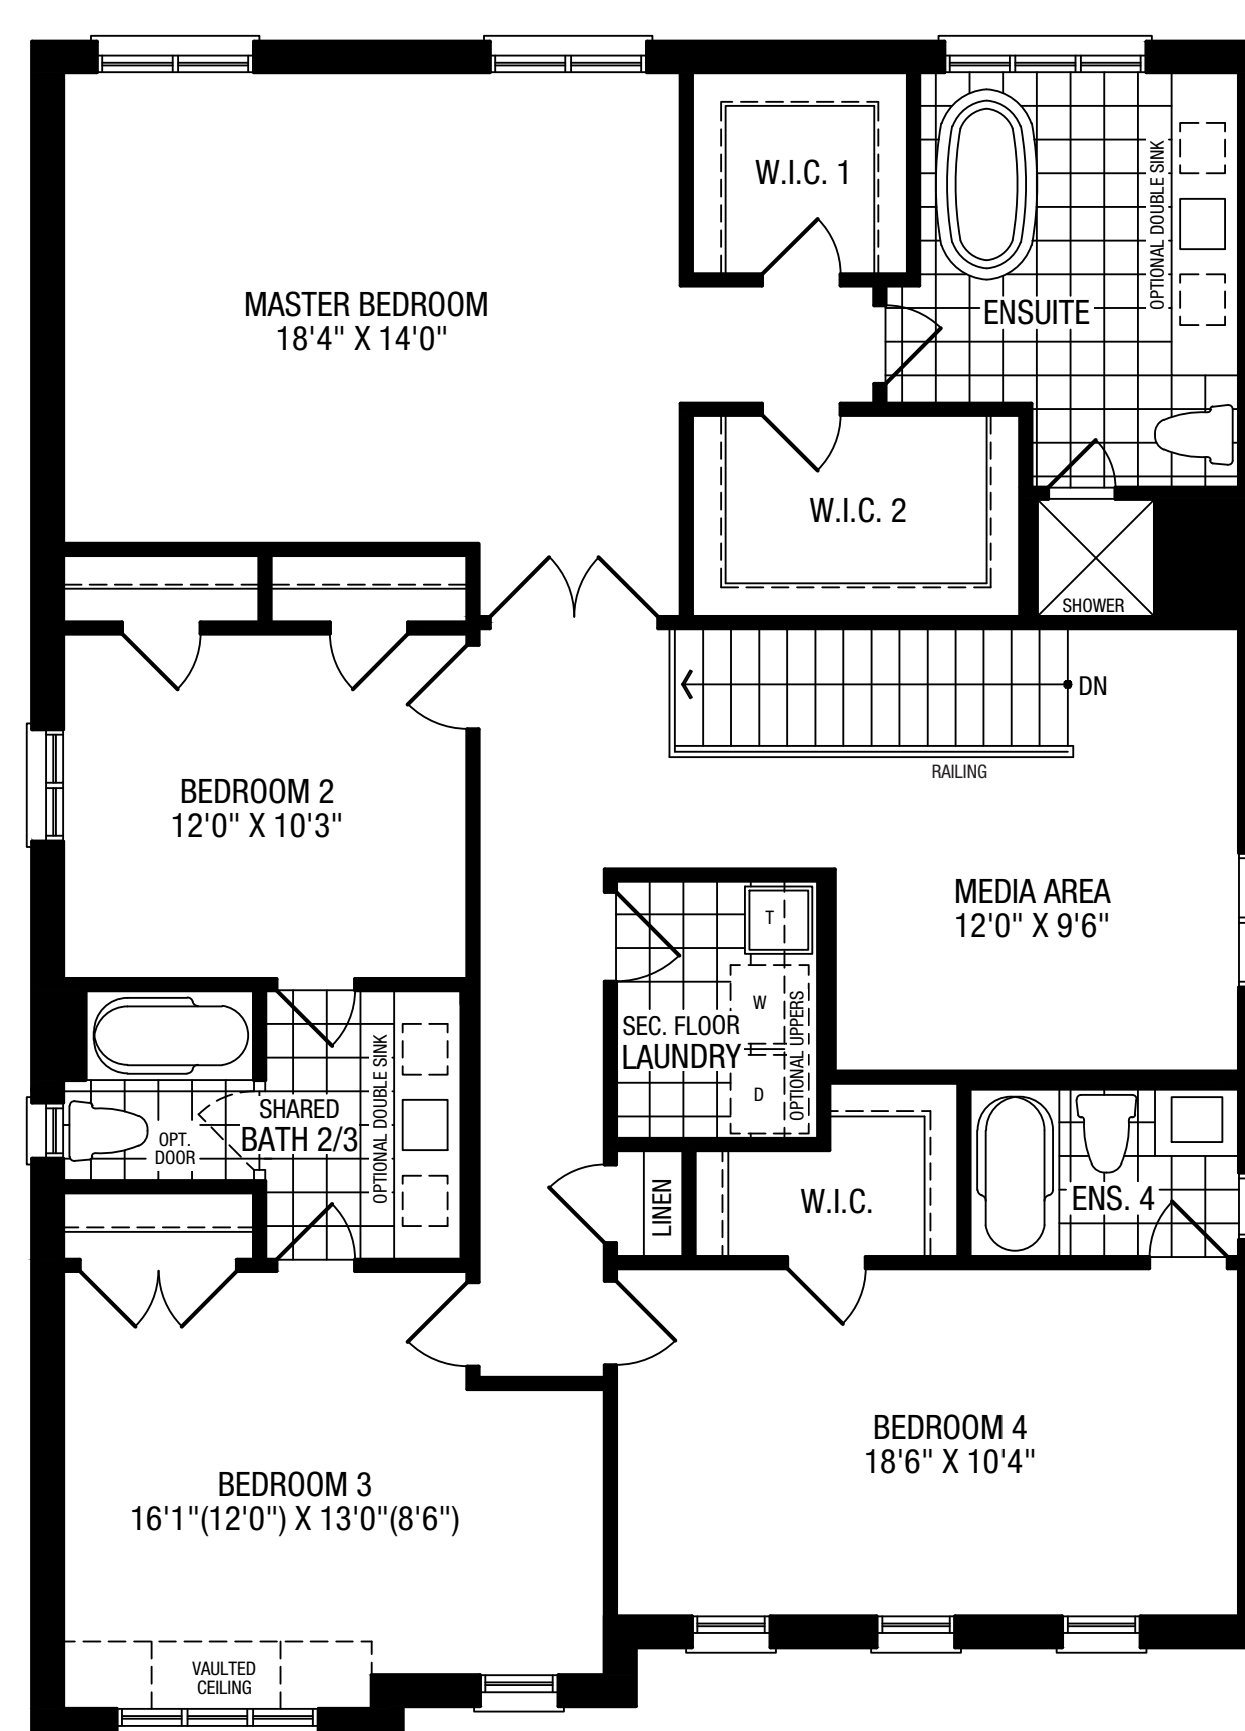 W.I.C. 1
OPTIONAL DOUBLE SINK
MASTER BEDROOM
18'4" X 14'0"
ENSUITE
W.I.C. 2
SHOWER
DN
RAILING
BEDROOM 2
12'0" X 10'3"
MEDIA AREA
12'0" X 9'6"
T
W
SEC. FLOOR
LAUNDRY
OPTIONAL UPPERS
D
SHARED
BATH 2/3
OPTIONAL DOUBLE SINK
OPT.
DOOR
LINEN
W.I.C.
ENS. 4
BEDROOM 4
18'6" X 10'4"
BEDROOM 3
16'1"(12'0") X 13'0"(8'6")
VAULTED
CEILING